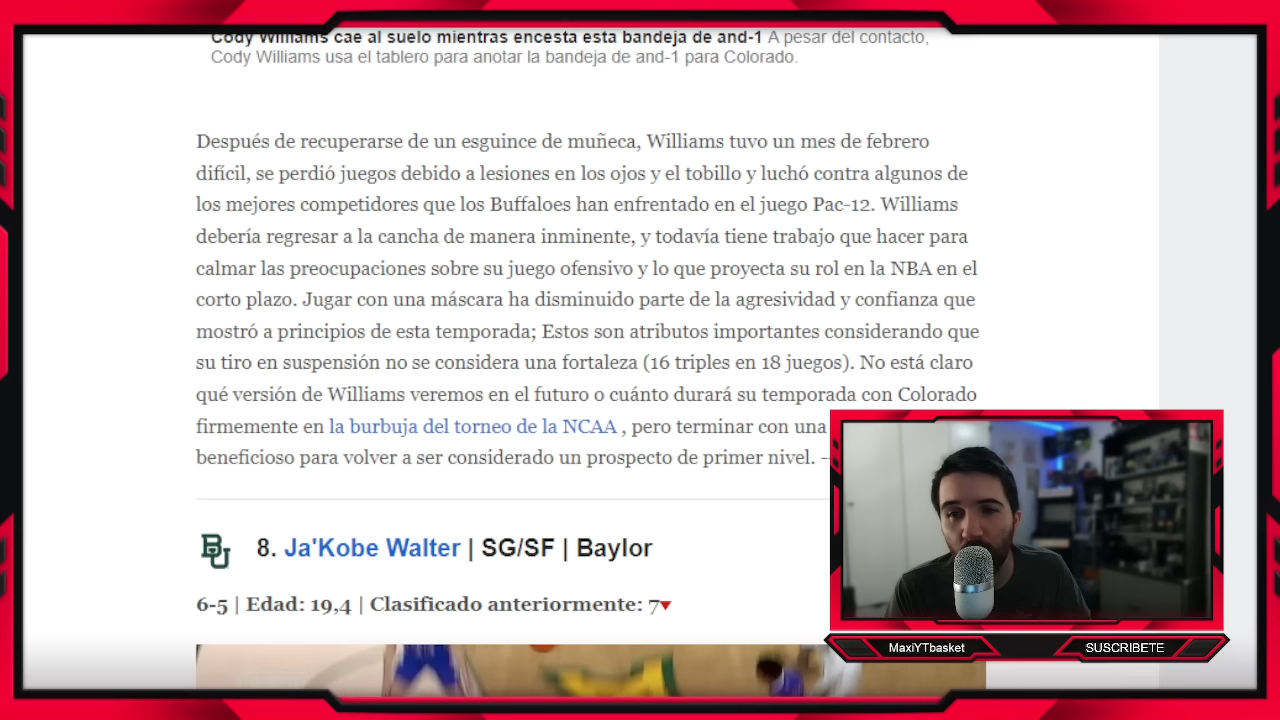 Cody Williams cae al suelo mientras encesta esta bandeja de and-1 A pesar del contacto,
Cody Williams usa el tablero para anotar la bandeja de and-1 para Colorado.
Después de recuperarse de un esguince de muñeca, Williams tuvo un mes de febrero
difícil, se perdió juegos debido a lesiones en los ojos y el tobillo y luchó contra algunos de
los mejores competidores que los Buffaloes han enfrentado en el juego Pac-12. Williams
debería regresar a la cancha de manera inminente, y todavía tiene trabajo que hacer para
calmar las preocupaciones sobre su juego ofensivo y lo que proyecta su rol en la NBA en el
corto plazo. Jugar con una máscara ha disminuido parte de la agresividad y confianza que
mostró a principios de esta temporada; Estos son atributos importantes considerando que
su tiro en suspensión no se considera una fortaleza (16 triples en 18 juegos). No está claro
qué versión de Williams veremos en el futuro o cuánto durará su temporada con Colorado
firmemente en la burbuja del torneo de la NCAA , pero terminar con una
beneficioso para volver a ser considerado un prospecto de primer nivel. -
BU
8. Ja'Kobe Walter | SG/SF | Baylor
6-5 | Edad: 19,4 | Clasificado anteriormente: 7
MaxiYTbasket
SUSCRIBETE